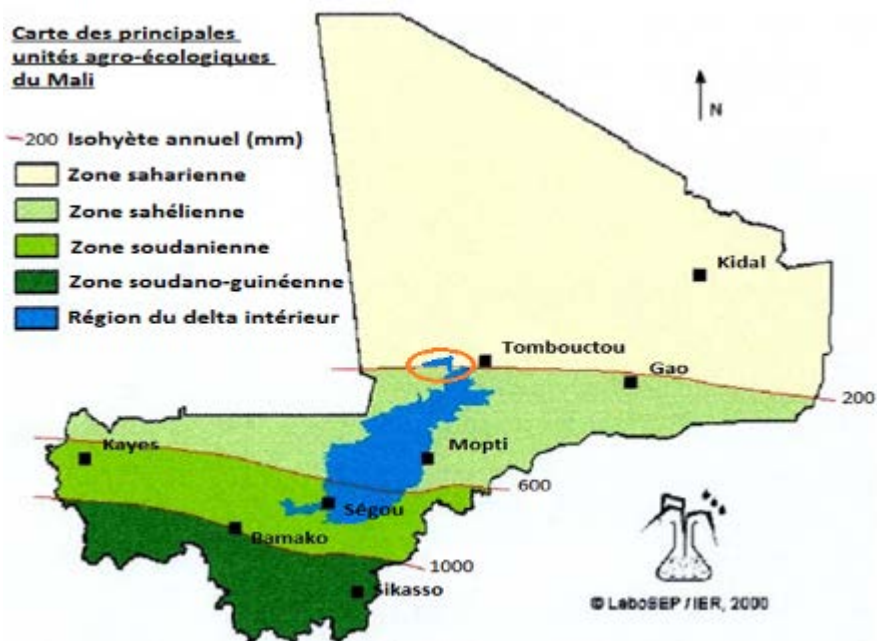 Carte des principales
unités agro-écologiques
du Mali
N
200 Isohyète annuel (mm)
Zone saharienne
Zone sahélienne
Zone soudanienne
Zone soudano-guinéenne
Région du delta intérieur
Kidal
Tombouctou
Gao
200
Kayes
Mopti
600
Ségou
Bamako
1000
Sikasso
© LaboSEP / IER, 2000